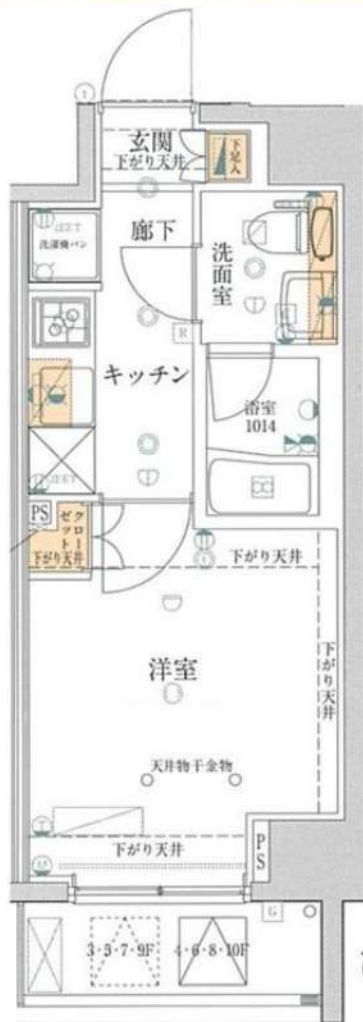 玄関
下がり天井
下足入
廊下
洗濯機パン
洗面室
R
キッチン
浴室
1014
PS
クローゼット
下がり天井
下がり天井
下がり天井
洋室
天井物干金物
下がり天井
PS
G
3・5・7・9F
4・6・8・10F